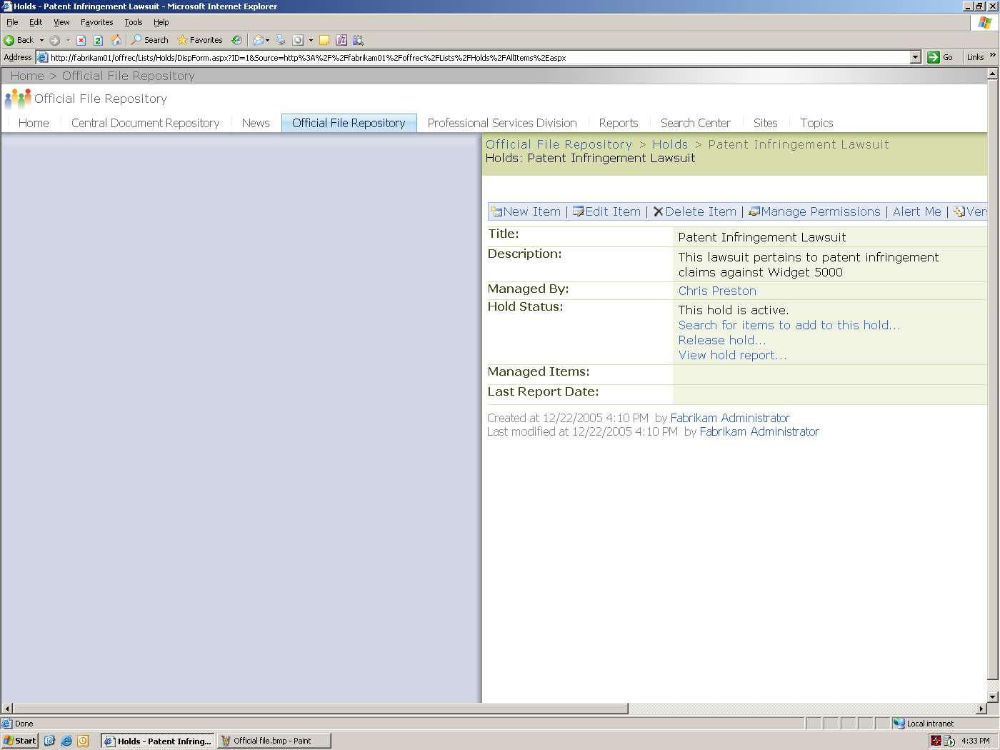 Holds - Patent Infringement Lawsuit - Microsoft Internet Explorer
File Edit View Favorites Tools Help
Back Search Favorites
Address http://fabrikam01/offrec/Lists/Holds/DispForm.aspx?ID=1&Source=http%3A%2F%2Ffabrikam01%2Foffrec%2FLists%2FHolds%2FAllItems%2Easpx Go Links »
Home > Official File Repository
Official File Repository
Home Central Document Repository News Official File Repository Professional Services Division Reports Search Center Sites Topics
Official File Repository > Holds > Patent Infringement Lawsuit
Holds: Patent Infringement Lawsuit
New Item | Edit Item | Delete Item | Manage Permissions | Alert Me | Vers
Title: Patent Infringement Lawsuit
Description: This lawsuit pertains to patent infringement
claims against Widget 5000
Managed By: Chris Preston
Hold Status: This hold is active.
Search for items to add to this hold...
Release hold...
View hold report...
Managed Items:
Last Report Date:
Created at 12/22/2005 4:10 PM by Fabrikam Administrator
Last modified at 12/22/2005 4:10 PM by Fabrikam Administrator
Done Local intranet
Start Holds - Patent Infring... Official file.bmp - Paint 4:33 PM